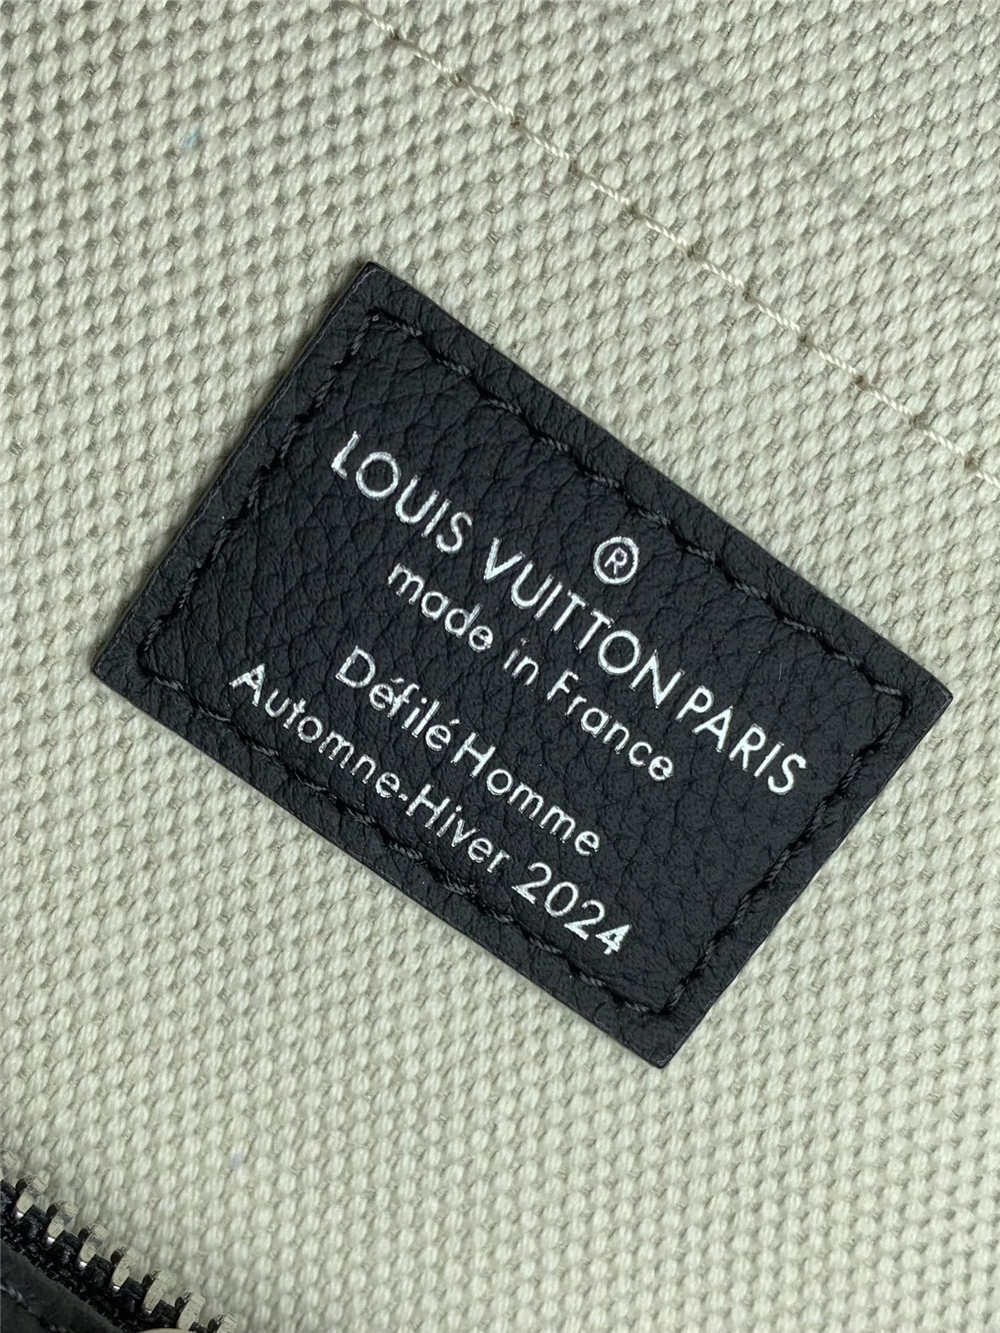 ®
LOUIS VUITTON PARIS
made in France
Défilé Homme
Automne-Hiver 2024